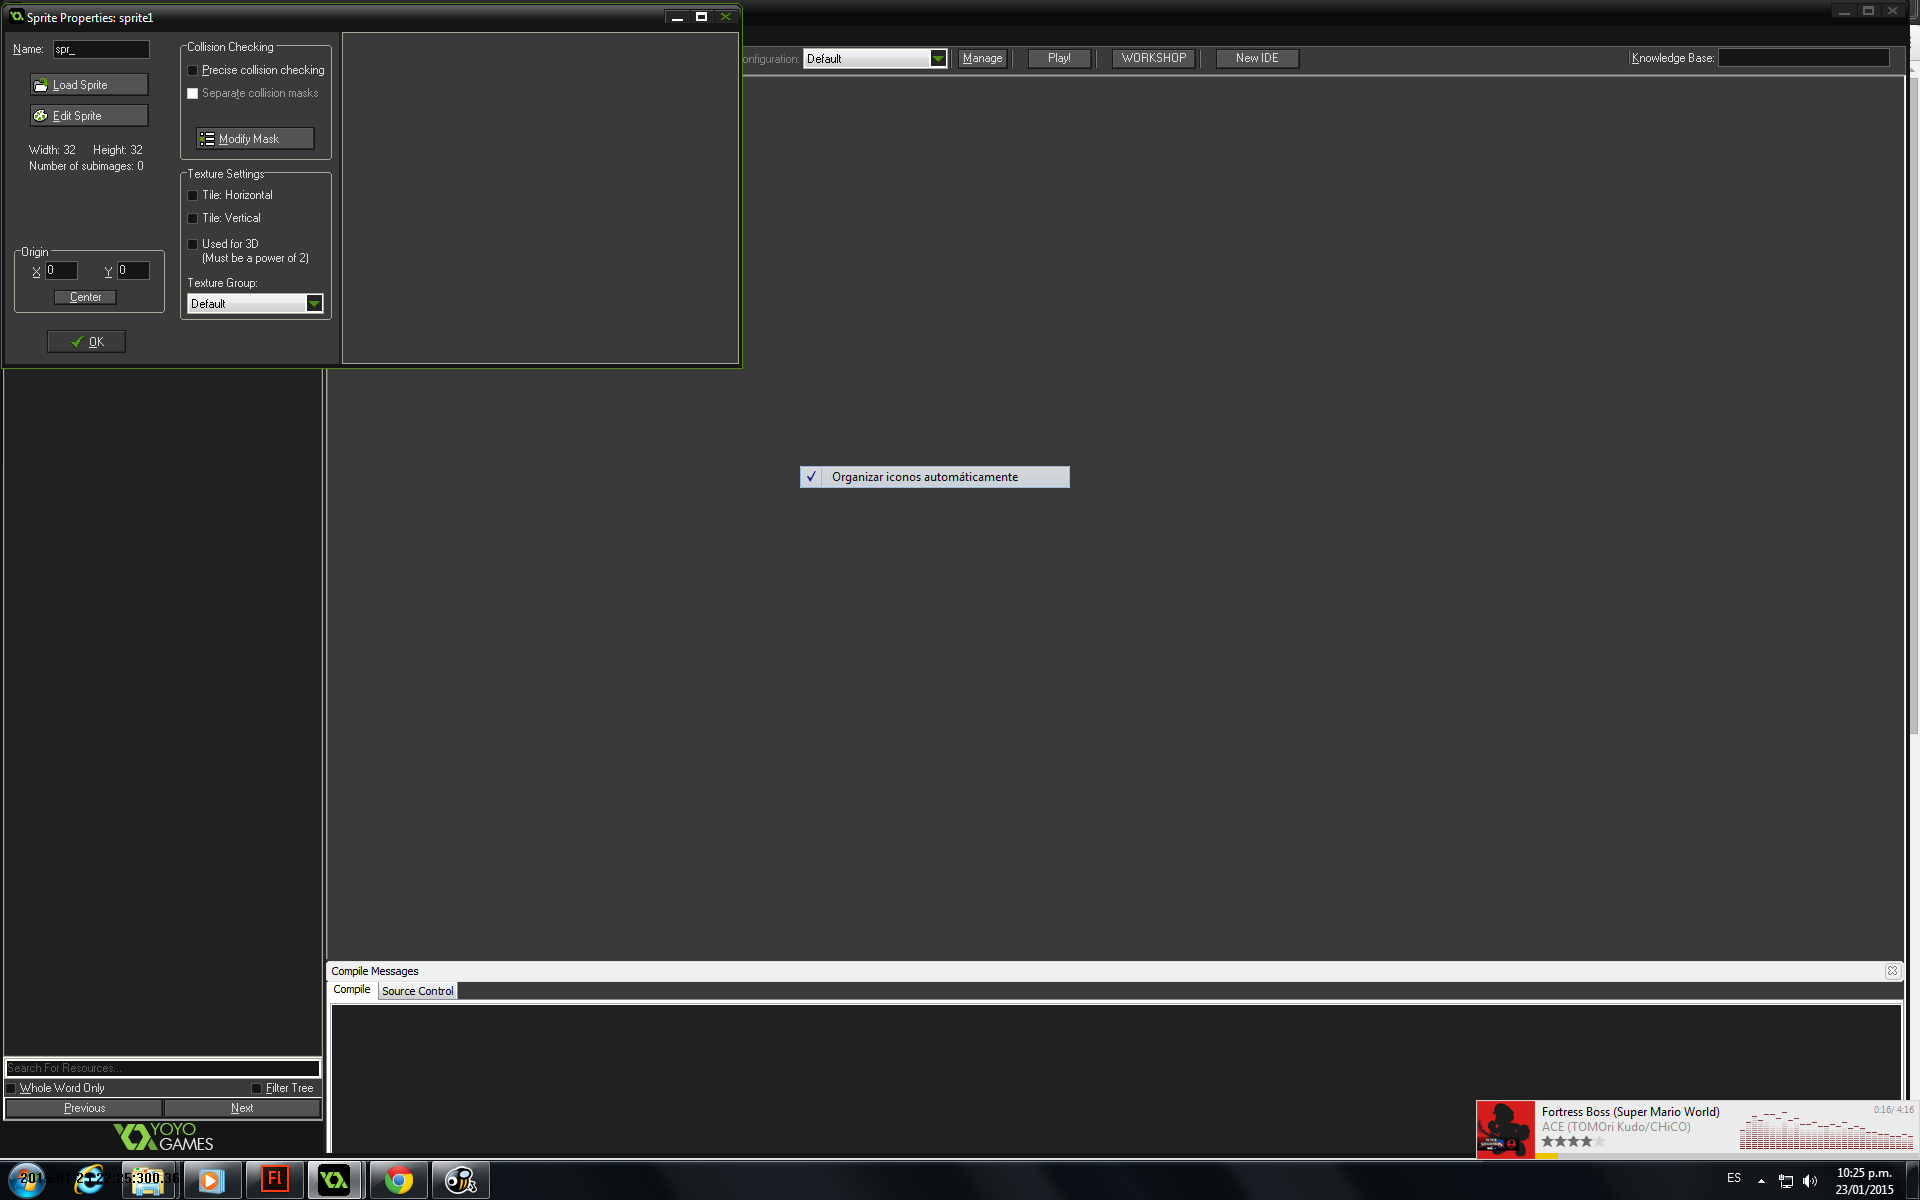 Sprite Properties: sprite1
Name: spr_
Load Sprite
Edit Sprite
Width: 32 Height: 32
Number of subimages: 0
Origin
X 0 Y 0
Center
OK
Collision Checking
Precise collision checking
Separate collision masks
Modify Mask
Texture Settings
Tile: Horizontal
Tile: Vertical
Used for 3D
(Must be a power of 2)
Texture Group:
Default
onfiguration: Default Manage Play! WORKSHOP New IDE Knowledge Base:
✓ Organizar iconos automáticamente
Compile Messages
Compile Source Control
Search For Resources...
Whole Word Only Filter Tree
Previous Next
YOYO
GAMES
Fortress Boss (Super Mario World) 0:16/ 4:16
ACE (TOMOri Kudo/CHiCO)
Fl
ES
10:25 p.m.
23/01/2015